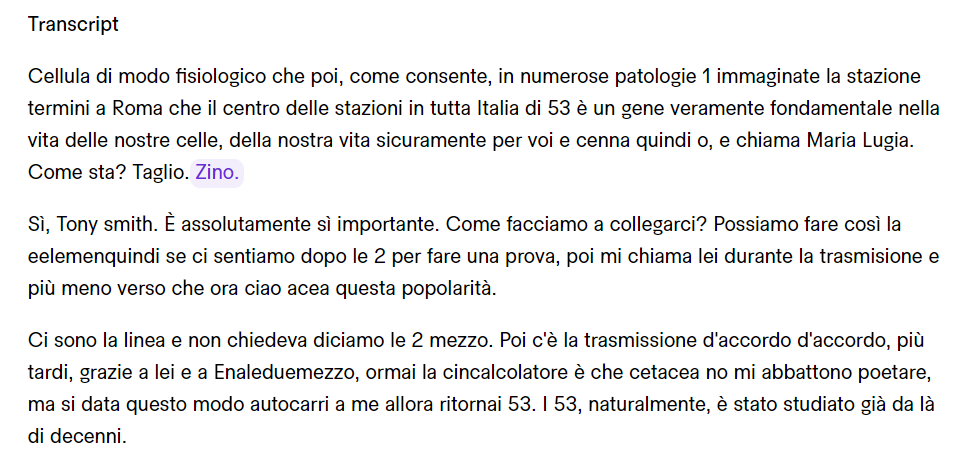 Transcript
Cellula di modo fisiologico che poi, come consente, in numerose patologie 1 immaginate la stazione
termini a Roma che il centro delle stazioni in tutta Italia di 53 è un gene veramente fondamentale nella
vita delle nostre celle, della nostra vita sicuramente per voi e cenna quindi o, e chiama Maria Lugia.
Come sta? Taglio. Zino.
Sì, Tony smith. È assolutamente sì importante. Come facciamo a collegarci? Possiamo fare così la
eelemenquindi se ci sentiamo dopo le 2 per fare una prova, poi mi chiama lei durante la trasmisione e
più meno verso che ora ciao acea questa popolarità.
Ci sono la linea e non chiedeva diciamo le 2 mezzo. Poi c'è la trasmissione d'accordo d'accordo, più
tardi, grazie a lei e a Enaleduemezzo, ormai la cincalcolatore è che cetacea no mi abbattono poetare,
ma si data questo modo autocarri a me allora ritornai 53. I 53, naturalmente, è stato studiato già da là
di decenni.